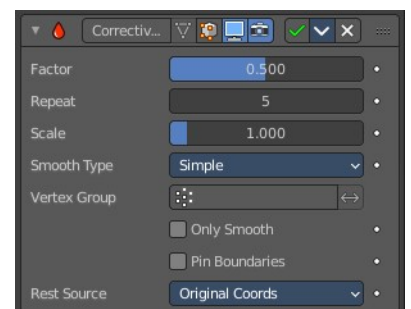 Correctiv...
Factor 0.500
Repeat 5
Scale 1.000
Smooth Type Simple
Vertex Group
Only Smooth
Pin Boundaries
Rest Source Original Coords